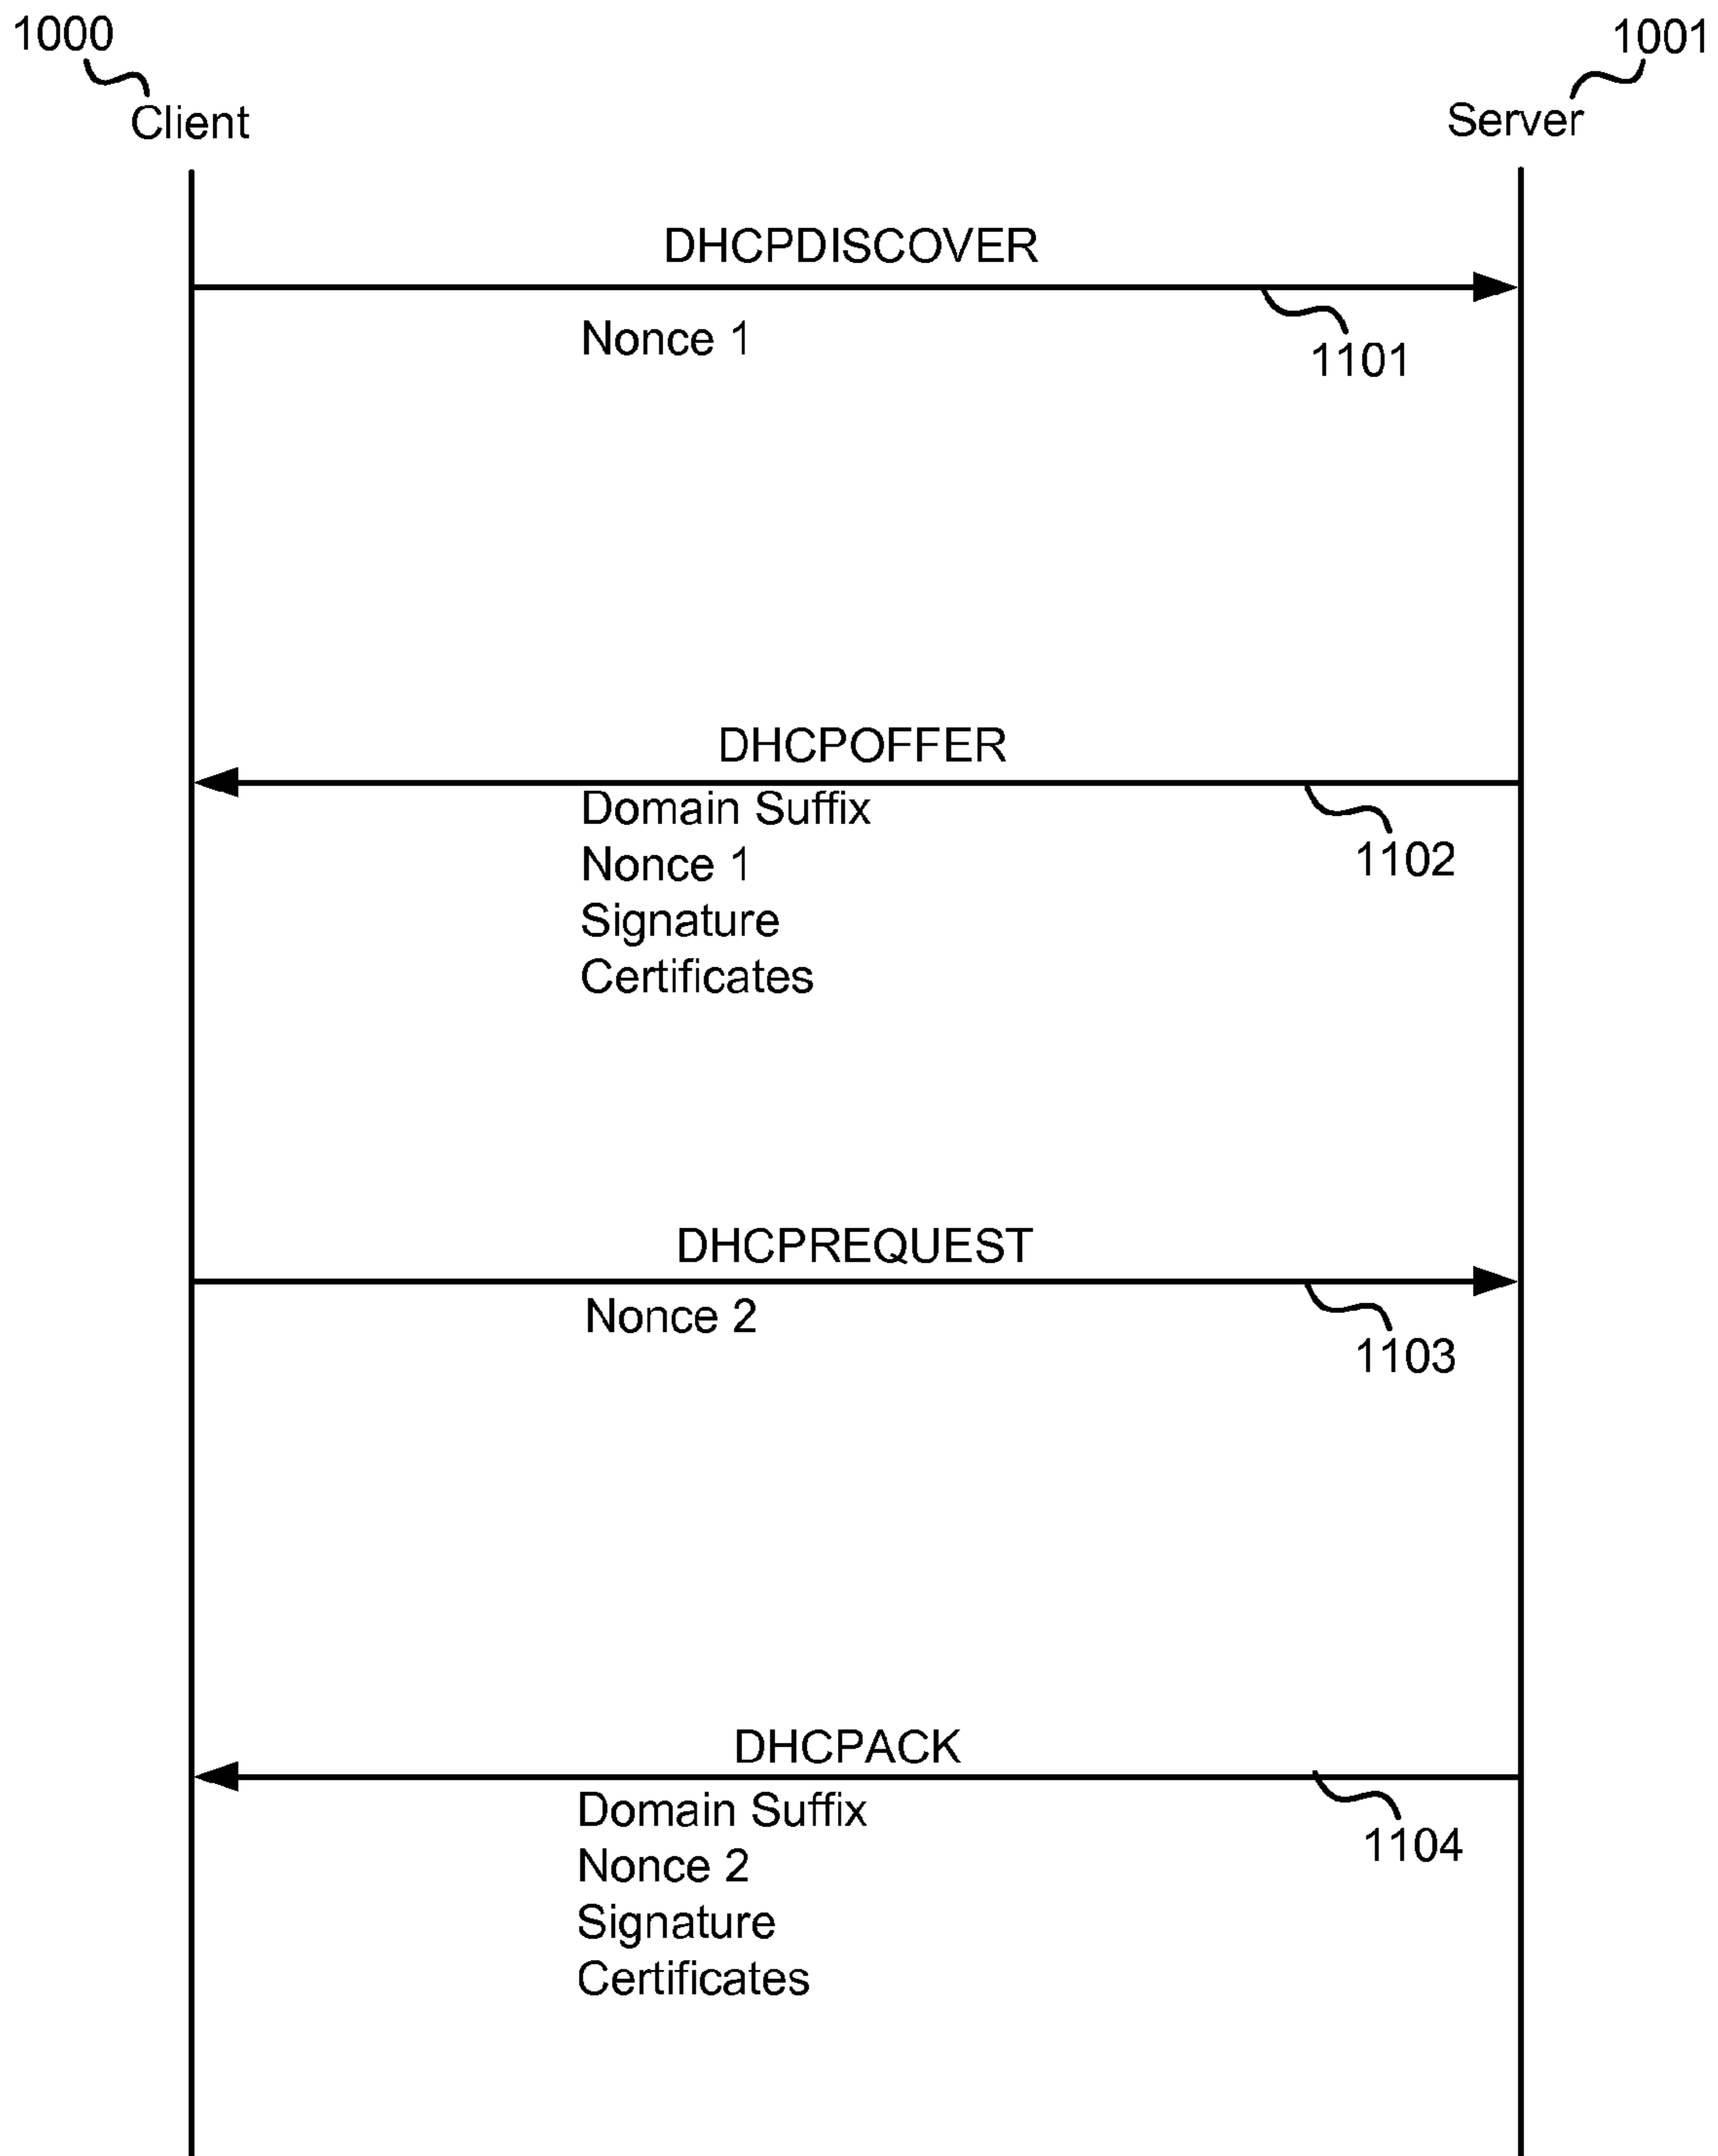 1000
1001
Client
Server
DHCPDISCOVER
Nonce 1
1101
DHCPOFFER
Domain Suffix
Nonce 1
Signature
Certificates
1102
DHCPREQUEST
Nonce 2
1103
DHCPACK
Domain Suffix
Nonce 2
Signature
Certificates
1104